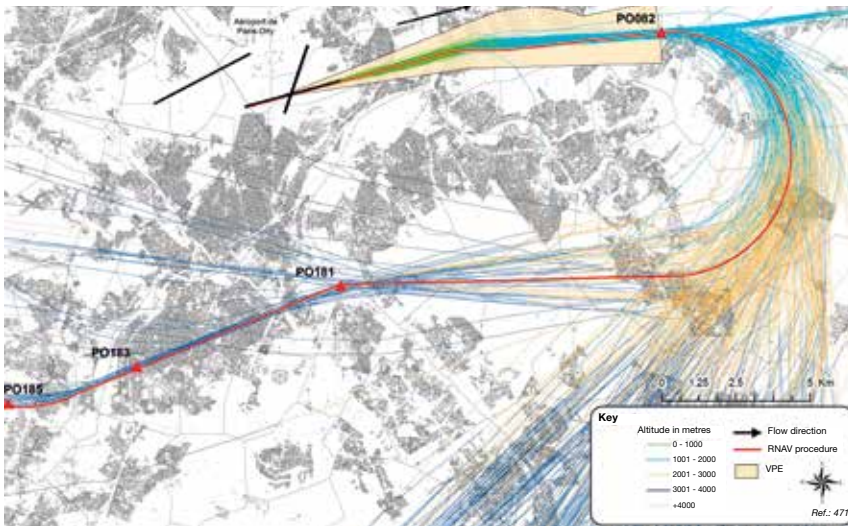 Aéroport de
Paris-Orly
PO082
PO181
PO183
PO185
0 1.25 2.5 5 Km
Key
Altitude in metres
0 - 1000
1001 - 2000
2001 - 3000
3001 - 4000
+4000
Flow direction
RNAV procedure
VPE
Ref.: 471